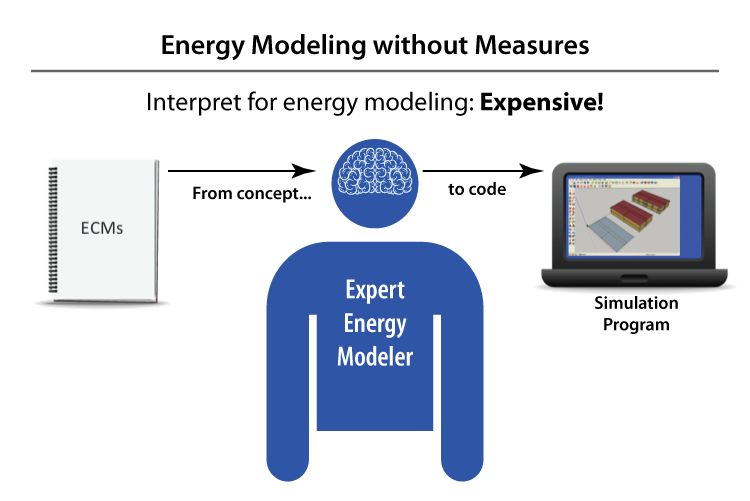 Energy Modeling without Measures
Interpret for energy modeling: Expensive!
ECMs
From concept...
to code
Expert
Energy
Modeler
Simulation
Program